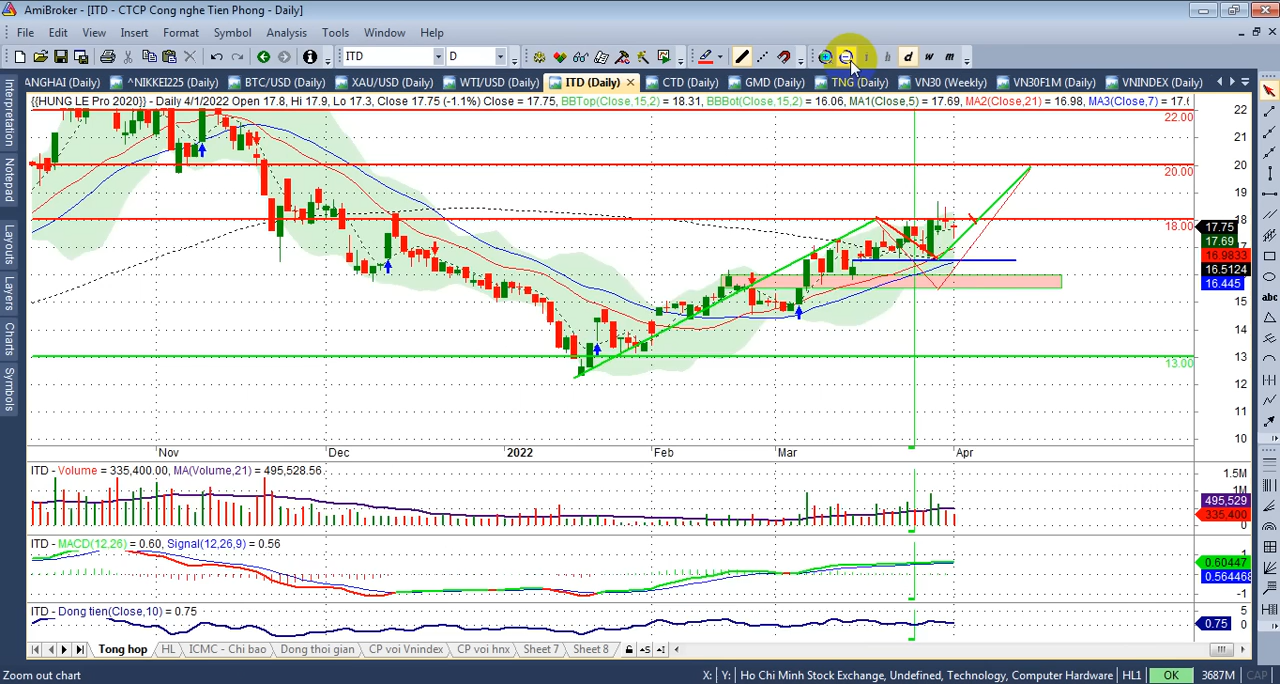 AmiBroker - [ITD - CTCP Cong nghe Tien Phong - Daily]
File Edit View Insert Format Symbol Analysis Tools Window Help
ITD D d w m
ANGHAI (Daily) ^NIKKEI225 (Daily) BTC/USD (Daily) XAU/USD (Daily) WTI/USD (Daily) ITD (Daily) CTD (Daily) GMD (Daily) TNG (Daily) VN30 (Weekly) VN30F1M (Daily) VNINDEX (Daily)
{{HUNG LE Pro 2020}} - Daily 4/1/2022 Open 17.8, Hi 17.9, Lo 17.3, Close 17.75 (-1.1%) Close = 17.75, BBTop(Close,15,2) = 18.31, BBBot(Close,15,2) = 16.06, MA1(Close,5) = 17.69, MA2(Close,21) = 16.98, MA3(Close,7) = 17.6
Interpretation
Notepad
Layouts
Layers
Charts
Symbols
22
22.00
21
20
20.00
19
18
18.00
17.75
17.69
17
16.9833
16.5124
16.445
15
14
13
13.00
12
11
10
Nov Dec 2022 Feb Mar Apr
ITD - Volume = 335,400.00, MA(Volume,21) = 495,528.56
1.5M
1M
495,529
335,400
0
ITD - MACD(12,26) = 0.60, Signal(12,26,9) = 0.56
1
0.60447
0.564468
-1
ITD - Dong tien(Close,10) = 0.75
5
0.75
0
Tong hop HL ICMC - Chi bao Dong thoi gian CP voi Vnindex CP voi hnx Sheet 7 Sheet 8
abc
Zoom out chart X: Y: Ho Chi Minh Stock Exchange, Undefined, Technology, Computer Hardware HL1 OK 3687M CAP